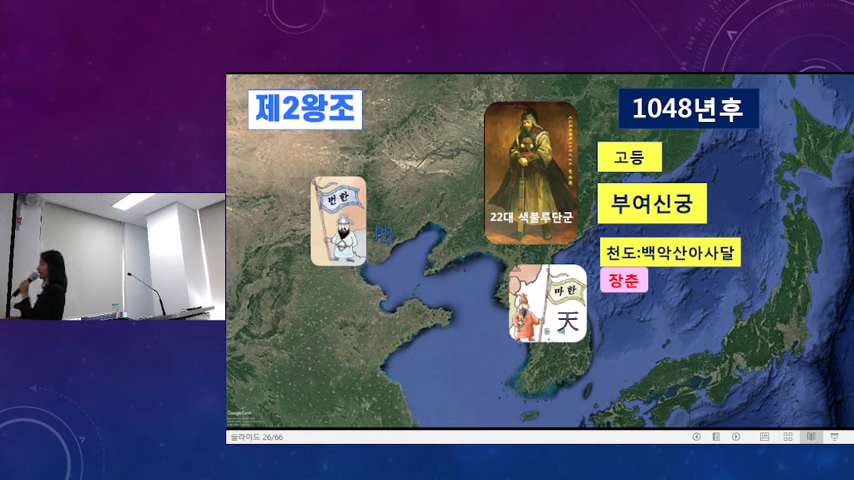 제2왕조
1048년후
고등
번한
부여신궁
22대 색불루단군
천도:백악산아사달
장춘
마한
天
슬라이드 26/66